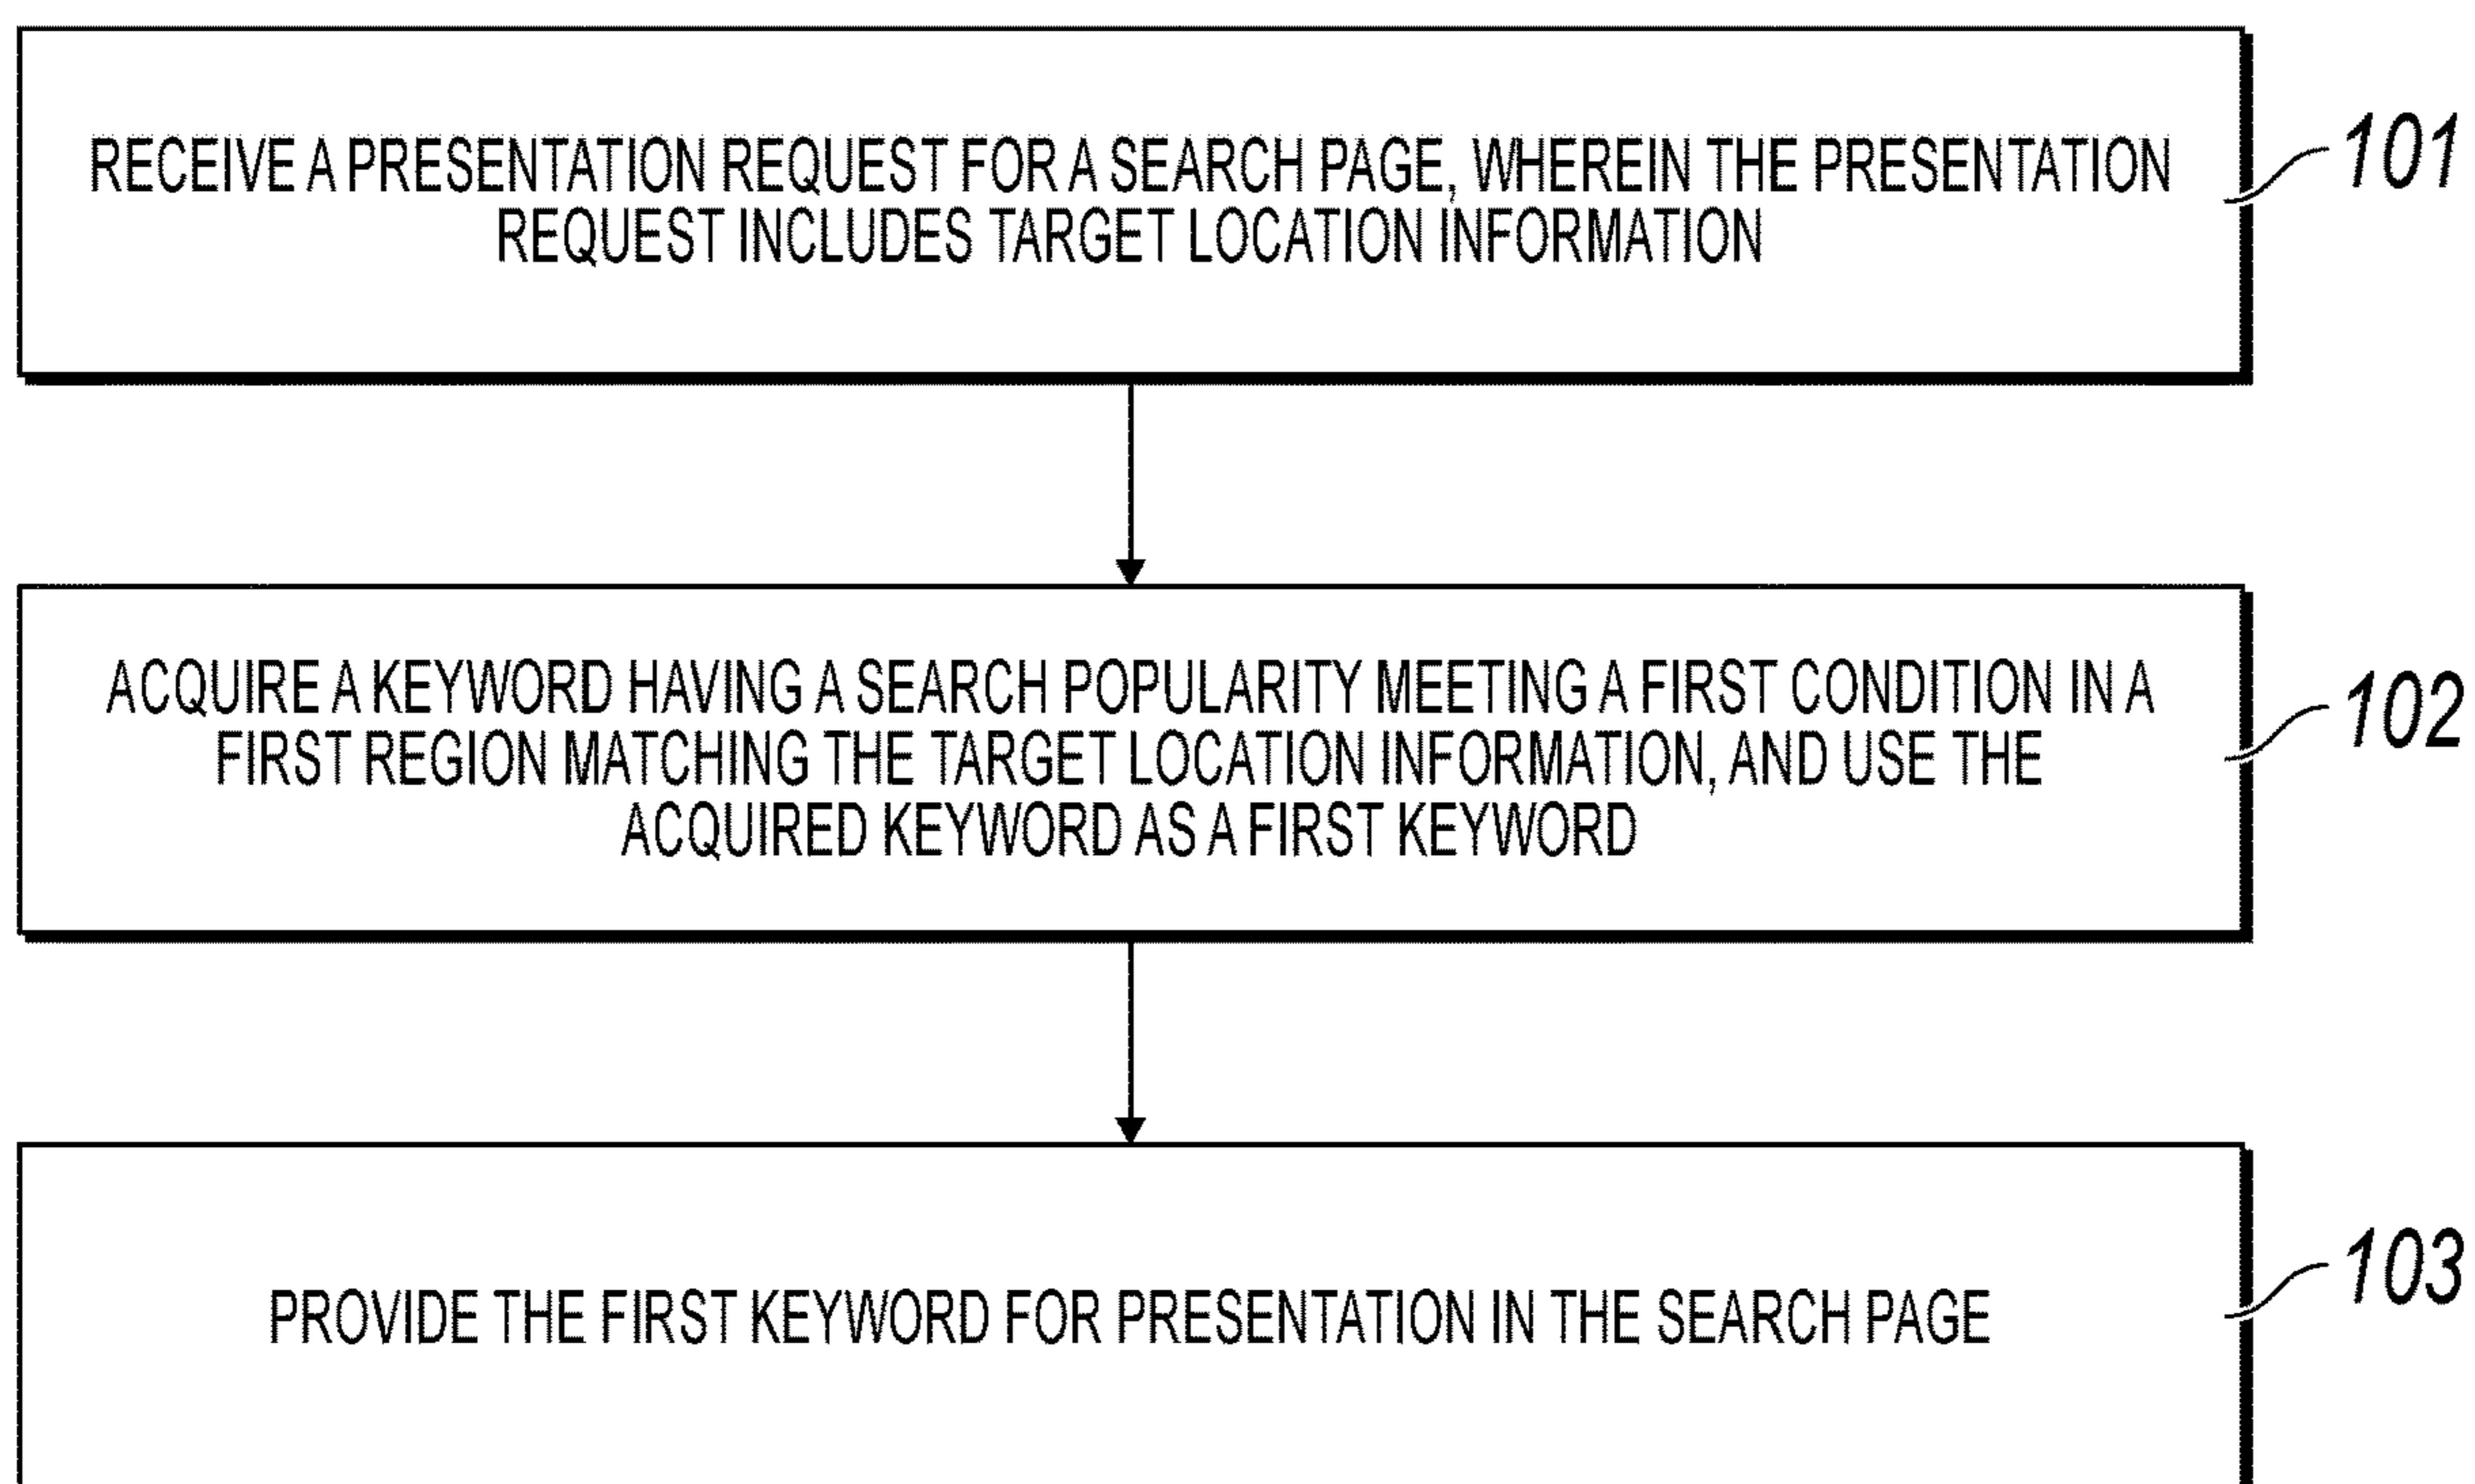 RECEIVE A PRESENTATION REQUEST FOR A SEARCH PAGE, WHEREIN THE PRESENTATION
REQUEST INCLUDES TARGET LOCATION INFORMATION
101
ACQUIRE A KEYWORD HAVING A SEARCH POPULARITY MEETING A FIRST CONDITION IN A
FIRST REGION MATCHING THE TARGET LOCATION INFORMATION, AND USE THE
ACQUIRED KEYWORD AS A FIRST KEYWORD
102
PROVIDE THE FIRST KEYWORD FOR PRESENTATION IN THE SEARCH PAGE
103